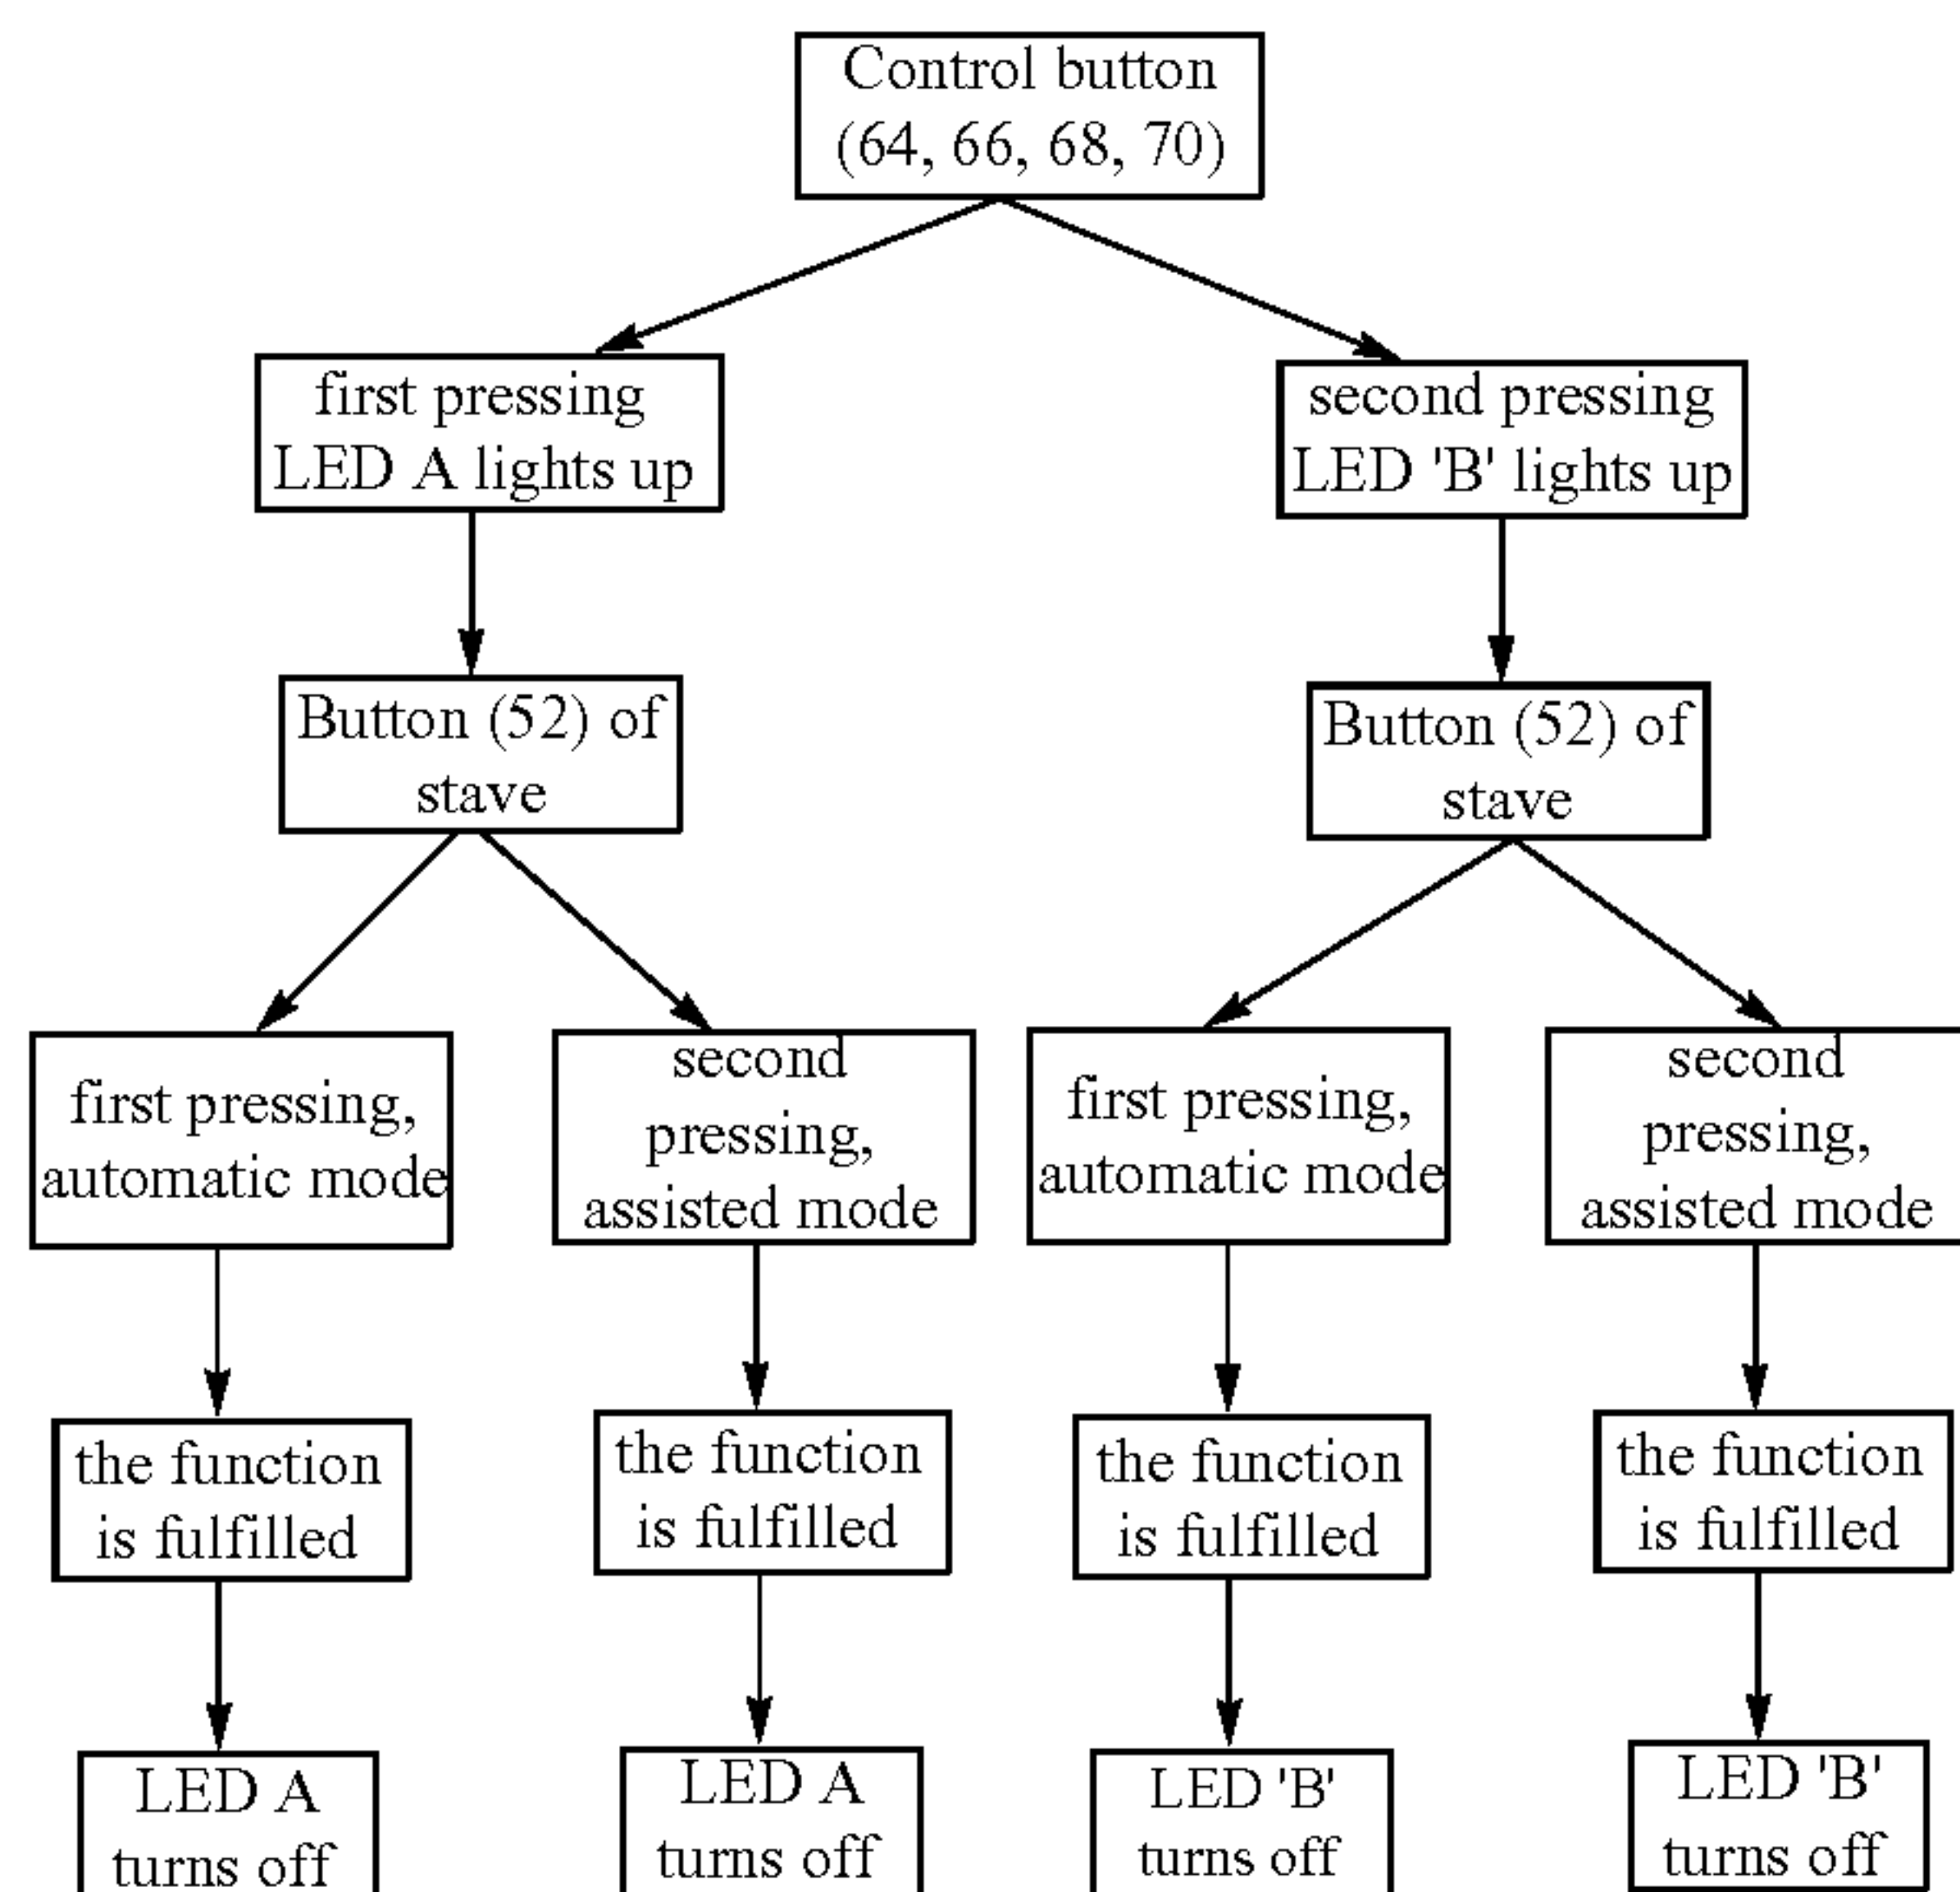 Control button
(64, 66, 68, 70)
first pressing
LED A lights up
second pressing
LED 'B' lights up
Button (52) of
stave
Button (52) of
stave
first pressing,
automatic mode
second
pressing,
assisted mode
first pressing,
automatic mode
second
pressing,
assisted mode
the function
is fulfilled
the function
is fulfilled
the function
is fulfilled
the function
is fulfilled
LED A
turns off
LED A
turns off
LED 'B'
turns off
LED 'B'
turns off